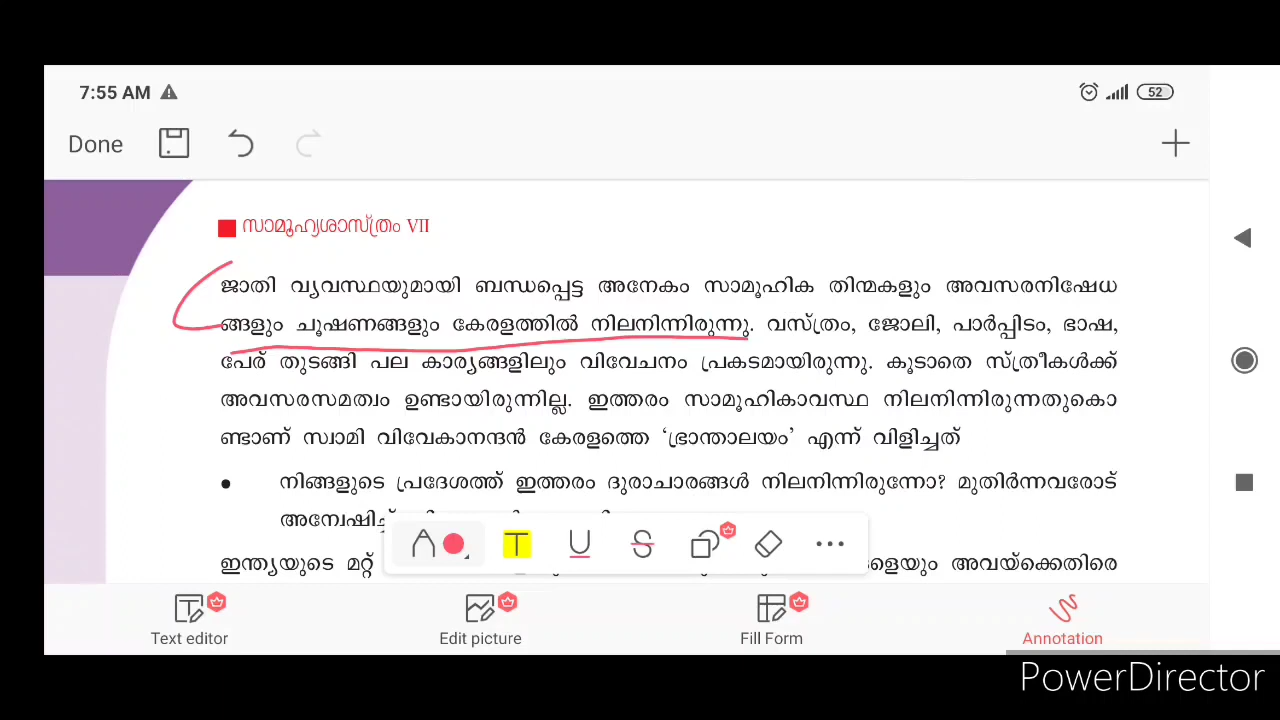 7:55 AM
52
Done
സാമൂഹ്യശാസ്ത്രം VII
ജാതി വ്യവസ്ഥയുമായി ബന്ധപ്പെട്ട അനേകം സാമൂഹിക തിന്മകളും അവസരനിഷേധ
ങ്ങളും ചൂഷണങ്ങളും കേരളത്തിൽ നിലനിന്നിരുന്നു. വസ്ത്രം, ജോലി, പാർപ്പിടം, ഭാഷ,
പേര് തുടങ്ങി പല കാര്യങ്ങളിലും വിവേചനം പ്രകടമായിരുന്നു. കൂടാതെ സ്ത്രീകൾക്ക്
അവസരസമത്വം ഉണ്ടായിരുന്നില്ല. ഇത്തരം സാമൂഹികാവസ്ഥ നിലനിന്നിരുന്നതുകൊ
ണ്ടാണ് സ്വാമി വിവേകാനന്ദൻ കേരളത്തെ ‘ഭ്രാന്താലയം’ എന്ന് വിളിച്ചത്
● നിങ്ങളുടെ പ്രദേശത്ത് ഇത്തരം ദുരാചാരങ്ങൾ നിലനിന്നിരുന്നോ? മുതിർന്നവരോട്
അന്വേഷിച്ച്
ഇന്ത്യയുടെ മറ്റ് അവയ്ക്കെതിരെ
Text editor
Edit picture
Fill Form
Annotation
PowerDirector